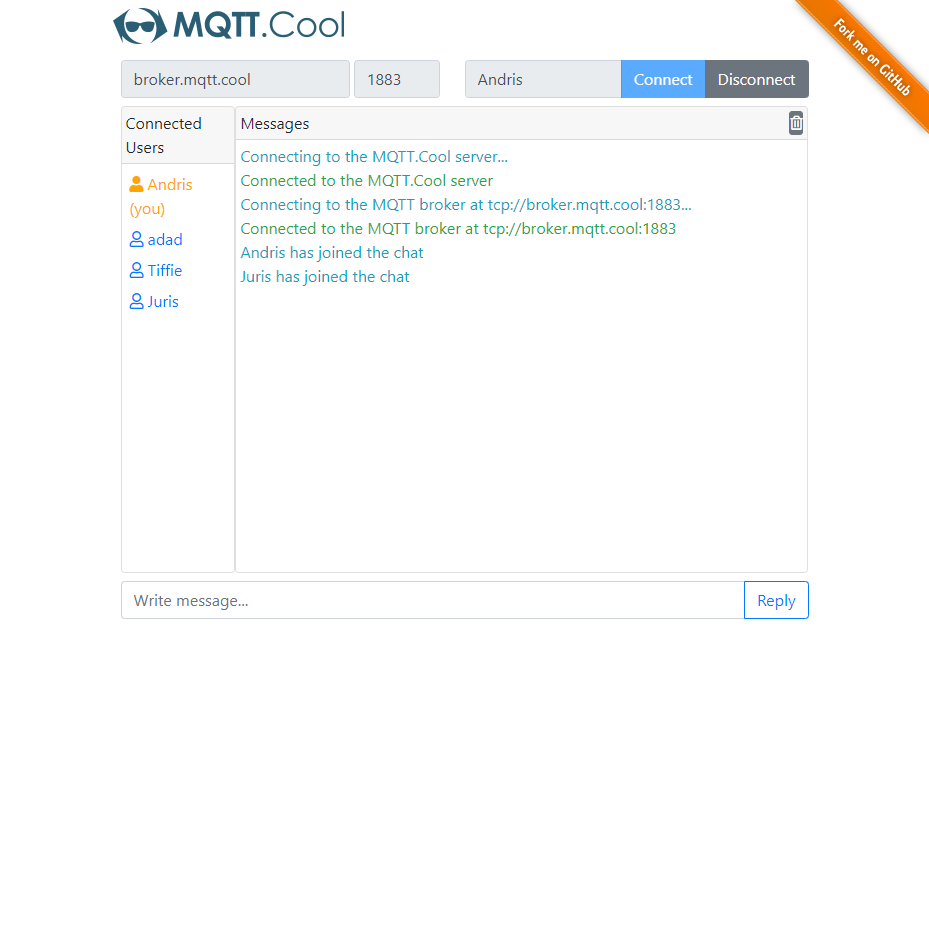 MQTT.Cool
Fork me on GitHub
broker.mqtt.cool 1883 Andris Connect Disconnect
Connected
Users
Andris
(you)
adad
Tiffie
Juris
Messages
Connecting to the MQTT.Cool server...
Connected to the MQTT.Cool server
Connecting to the MQTT broker at tcp://broker.mqtt.cool:1883...
Connected to the MQTT broker at tcp://broker.mqtt.cool:1883
Andris has joined the chat
Juris has joined the chat
Write message... Reply